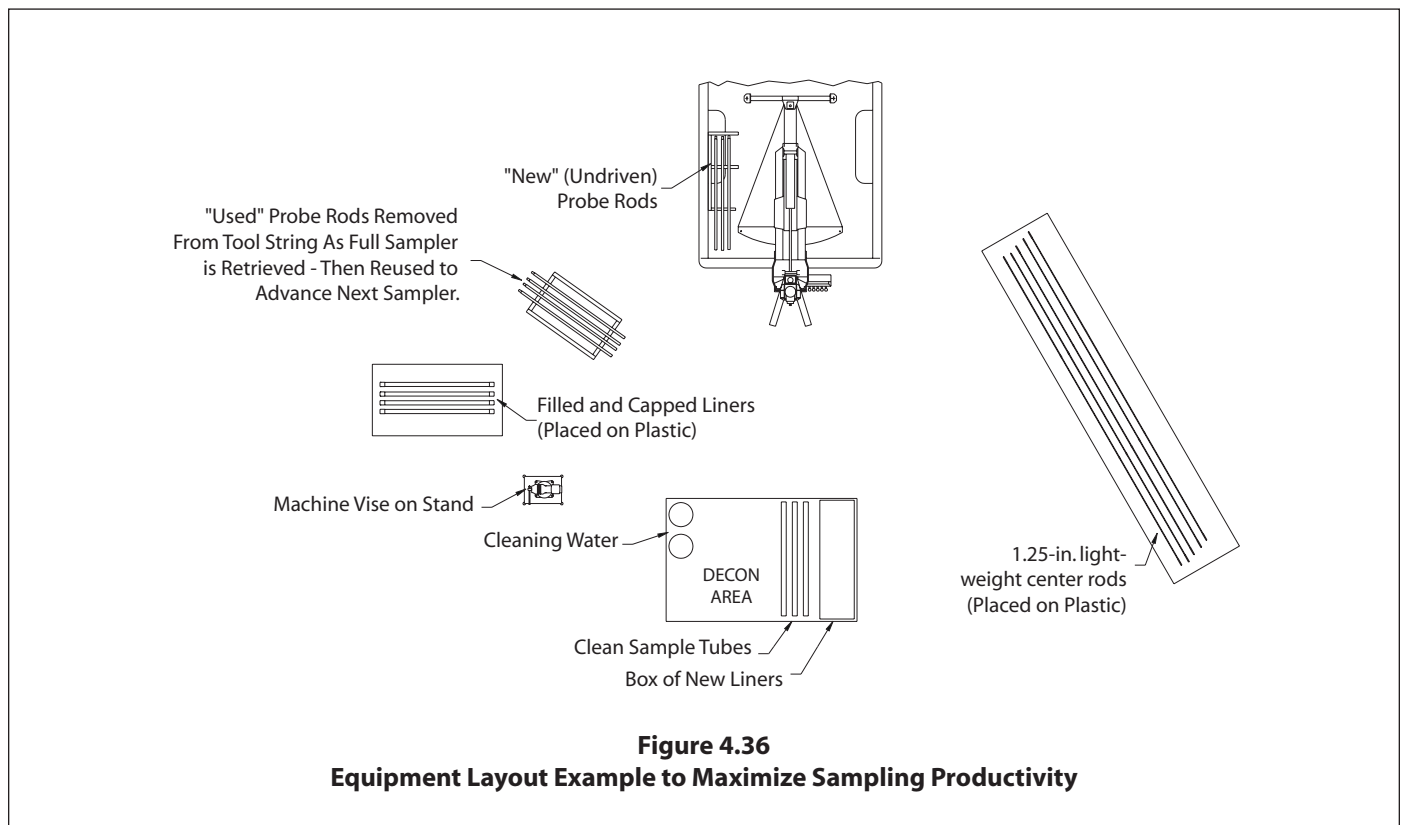 "New" (Undriven)
Probe Rods
"Used" Probe Rods Removed
From Tool String As Full Sampler
is Retrieved - Then Reused to
Advance Next Sampler.
Filled and Capped Liners
(Placed on Plastic)
Machine Vise on Stand
Cleaning Water
DECON
AREA
1.25-in. light-
weight center rods
(Placed on Plastic)
Clean Sample Tubes
Box of New Liners
Figure 4.36
Equipment Layout Example to Maximize Sampling Productivity